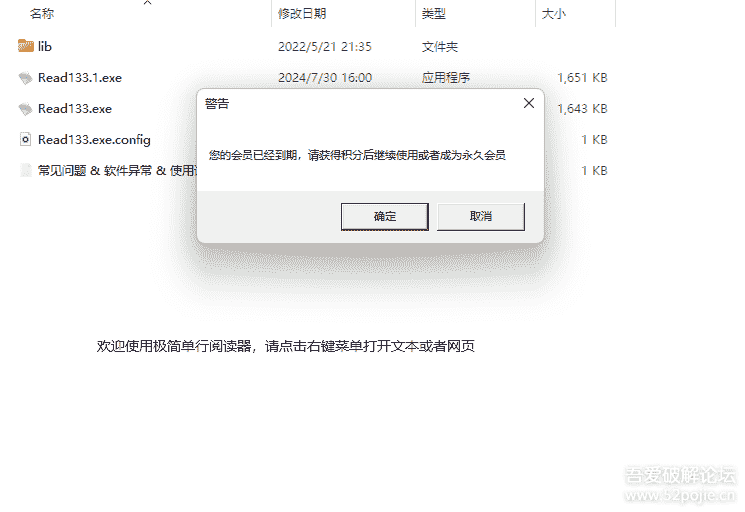 名称 修改日期 类型 大小
lib 2022/5/21 21:35 文件夹
Read133.1.exe 2024/7/30 16:00 应用程序 1,651 KB
Read133.exe 1,643 KB
Read133.exe.config 1 KB
常见问题 & 软件异常 & 使用 1 KB
警告
您的会员已经到期，请获得积分后继续使用或者成为永久会员
确定 取消
欢迎使用极简单行阅读器，请点击右键菜单打开文本或者网页
吾爱破解论坛
www.52pojie.cn